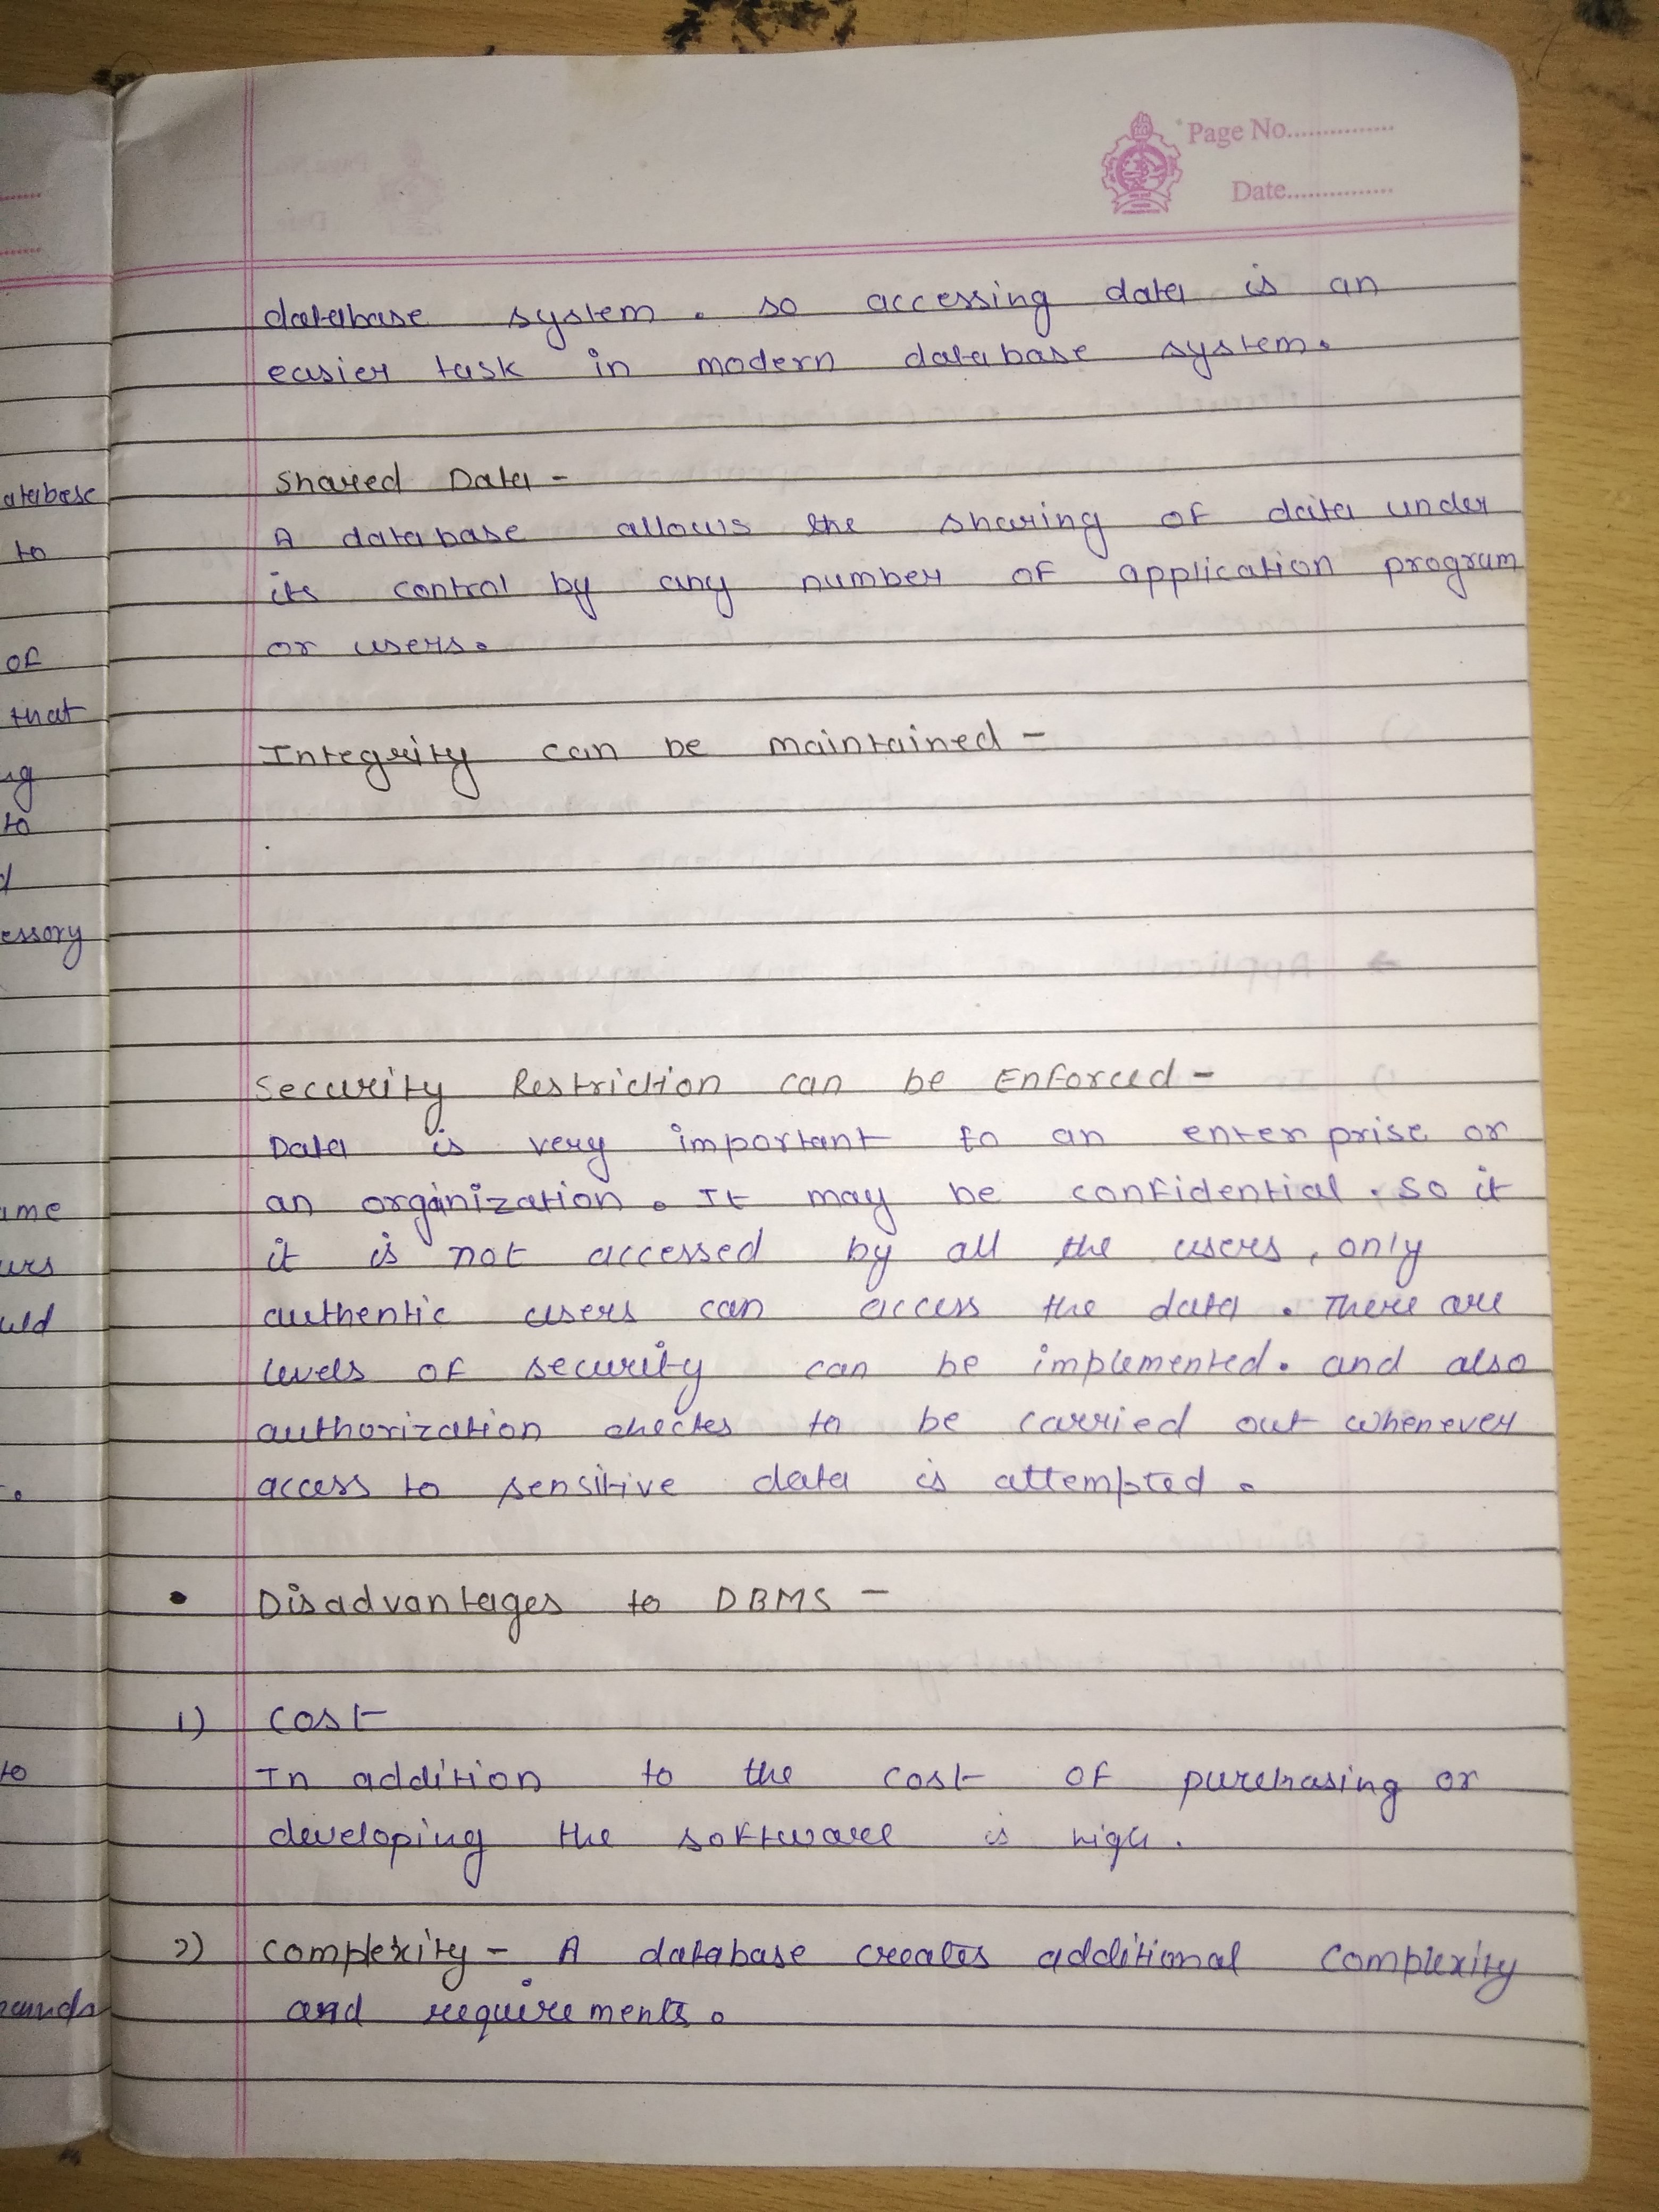 Page No...............
Date...............
database system. so accessing data is an
easier task in modern database system.
Shared Data -
A database allows the sharing of data under
its control by any number of application program
or users.
Integrity can be maintained -
Security Restriction can be Enforced -
Data is very important to an enterprise or
an orginization. It may be confidential. so it
it is not accessed by all the users, only
authentic users can access the data. There are
levels of security can be implemented. and also
authorization checks to be carried out whenever
access to sensitive data is attempted.
• Disadvantages to DBMS -
1) Cost
In addition to the cost of purchasing or
developing the software is high.
2) Complexity - A database creates additional complexity
and requirements.
atabase
to
of
that
ng
to
d
essory
ame
urs
uld
to